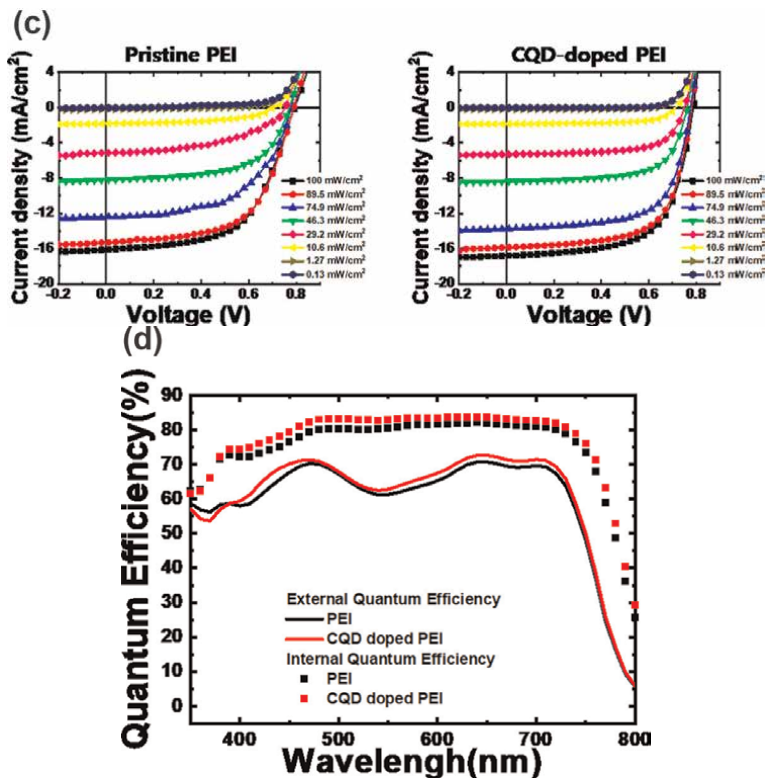 (c)
Pristine PEI
CQD-doped PEI
Current density (mA/cm²)
4
0
-4
-8
-12
-16
-20
100 mW/cm²
89.5 mW/cm²
74.9 mW/cm²
46.3 mW/cm²
29.2 mW/cm²
10.6 mW/cm²
1.27 mW/cm²
0.13 mW/cm²
-0.2 0.0 0.2 0.4 0.6 0.8
Voltage (V)
Current density (mA/cm²)
4
0
-4
-8
-12
-16
-20
100 mW/cm²
89.5 mW/cm²
74.9 mW/cm²
46.3 mW/cm²
29.2 mW/cm²
10.6 mW/cm²
1.27 mW/cm²
0.13 mW/cm²
-0.2 0.0 0.2 0.4 0.6 0.8
Voltage (V)
(d)
Quantum Efficiency(%)
90
80
70
60
50
40
30
20
10
0
External Quantum Efficiency
PEI
CQD doped PEI
Internal Quantum Efficiency
PEI
CQD doped PEI
400 500 600 700 800
Wavelengh(nm)